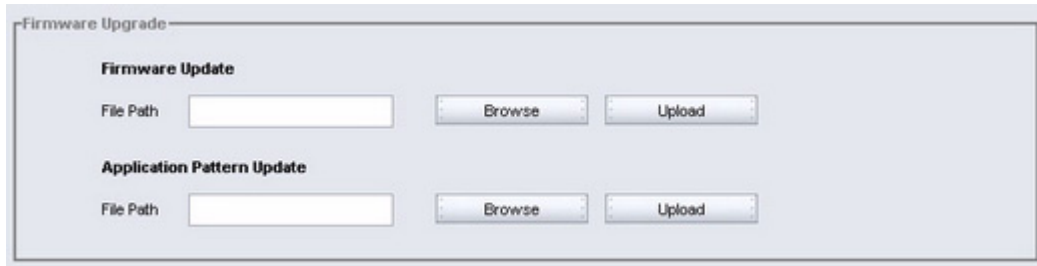 Firmware Upgrade
Firmware Update
File Path Browse Upload
Application Pattern Update
File Path Browse Upload